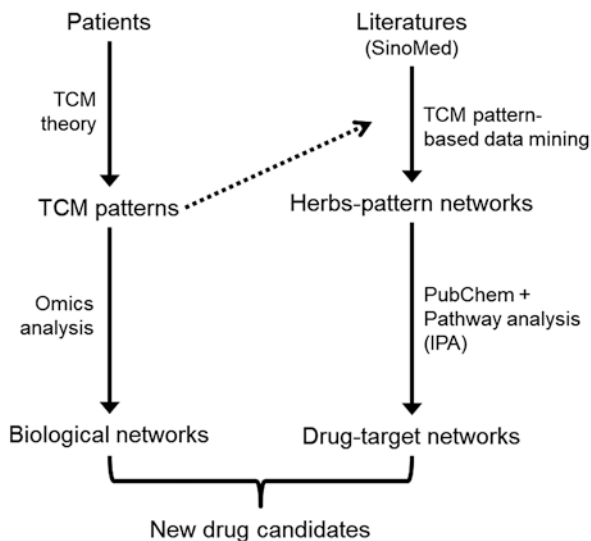 Patients
Literatures
(SinoMed)
TCM
theory
TCM pattern-
based data mining
TCM patterns
Herbs-pattern networks
Omics
analysis
PubChem +
Pathway analysis
(IPA)
Biological networks
Drug-target networks
New drug candidates